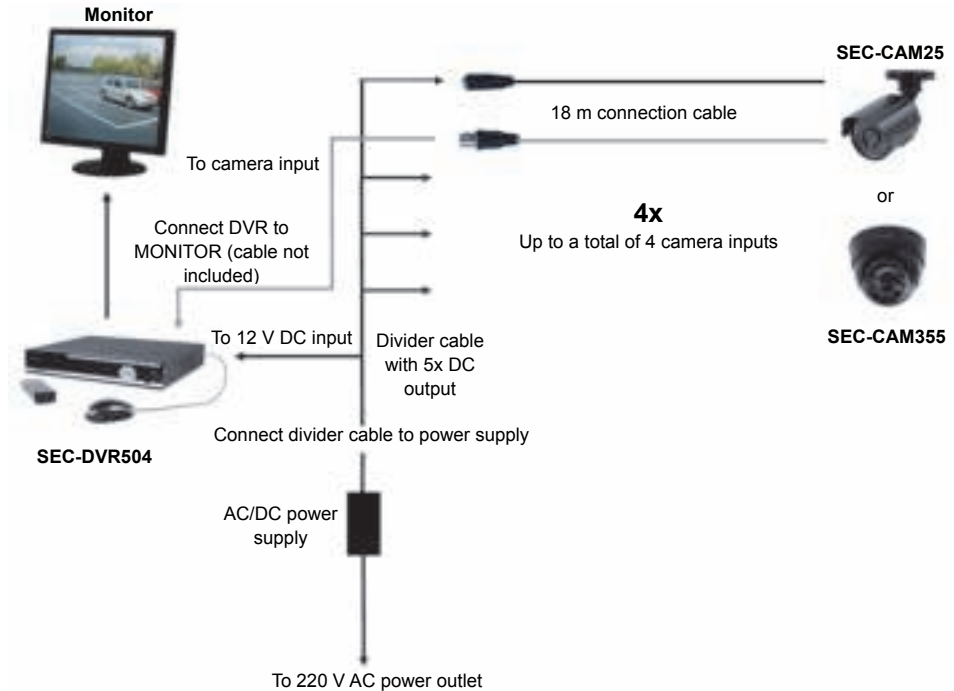 Monitor
SEC-CAM25
18 m connection cable
To camera input
or
4x
Up to a total of 4 camera inputs
Connect DVR to
MONITOR (cable not
included)
SEC-CAM355
To 12 V DC input
Divider cable
with 5x DC
output
Connect divider cable to power supply
SEC-DVR504
AC/DC power
supply
To 220 V AC power outlet